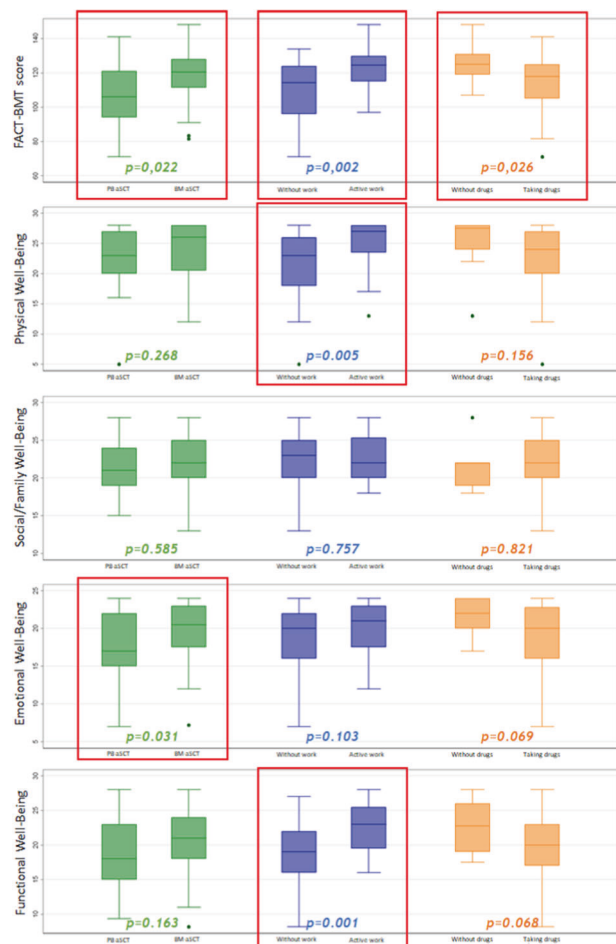 FACT-BMT score
140
120
100
80
60
p=0,022
p=0,002
p=0,026
PB aSCT
BM aSCT
Without work
Active work
Without drugs
Taking drugs
Physical Well-Being
30
25
20
15
10
5
p=0.268
p=0.005
p=0.156
PB aSCT
BM aSCT
Without work
Active work
Without drugs
Taking drugs
Social/Family Well-Being
30
25
20
15
10
p=0.585
p=0.757
p=0.821
PB aSCT
BM aSCT
Without work
Active work
Without drugs
Taking drugs
Emotional Well-Being
25
20
15
10
5
p=0.031
p=0.103
p=0.069
PB aSCT
BM aSCT
Without work
Active work
Without drugs
Taking drugs
Functional Well-Being
30
25
20
15
10
p=0.163
p=0.001
p=0.068
PB aSCT
BM aSCT
Without work
Active work
Without drugs
Taking drugs